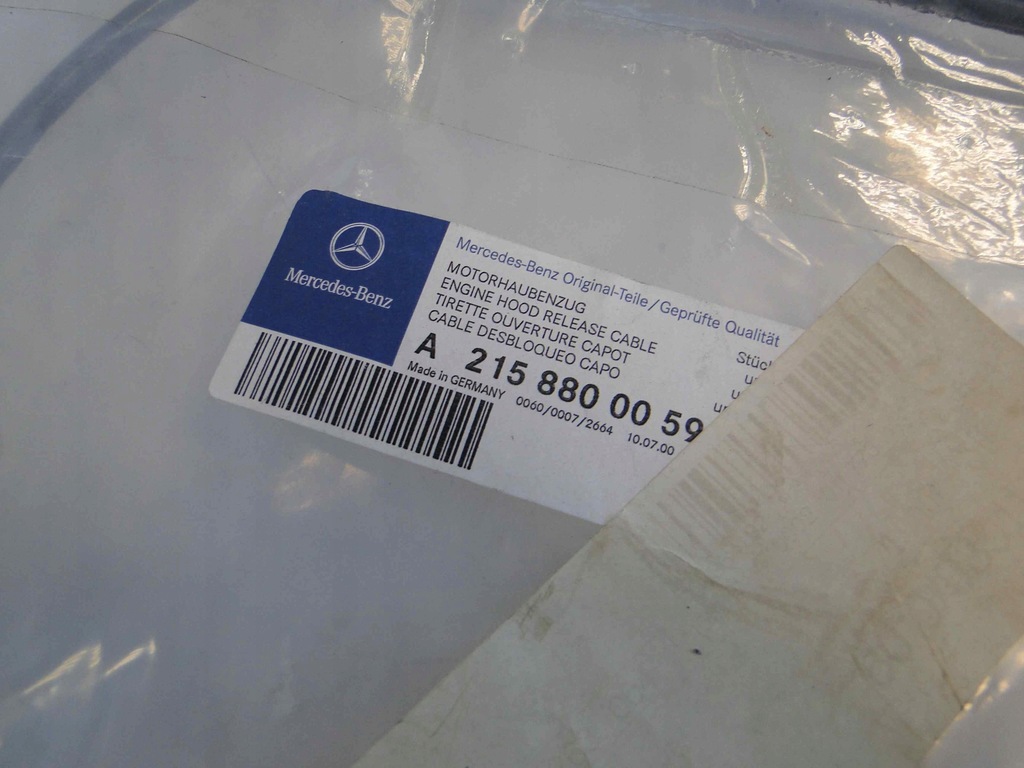 Mercedes-Benz
Mercedes-Benz Original-Teile/Geprüfte Qualität
MOTORHAUBENZUG
ENGINE HOOD RELEASE CABLE
TIRETTE OUVERTURE CAPOT
CABLE DESBLOQUEO CAPO
A 215 880 00 59
Made in GERMANY 0060/0007/2664 10.07.00